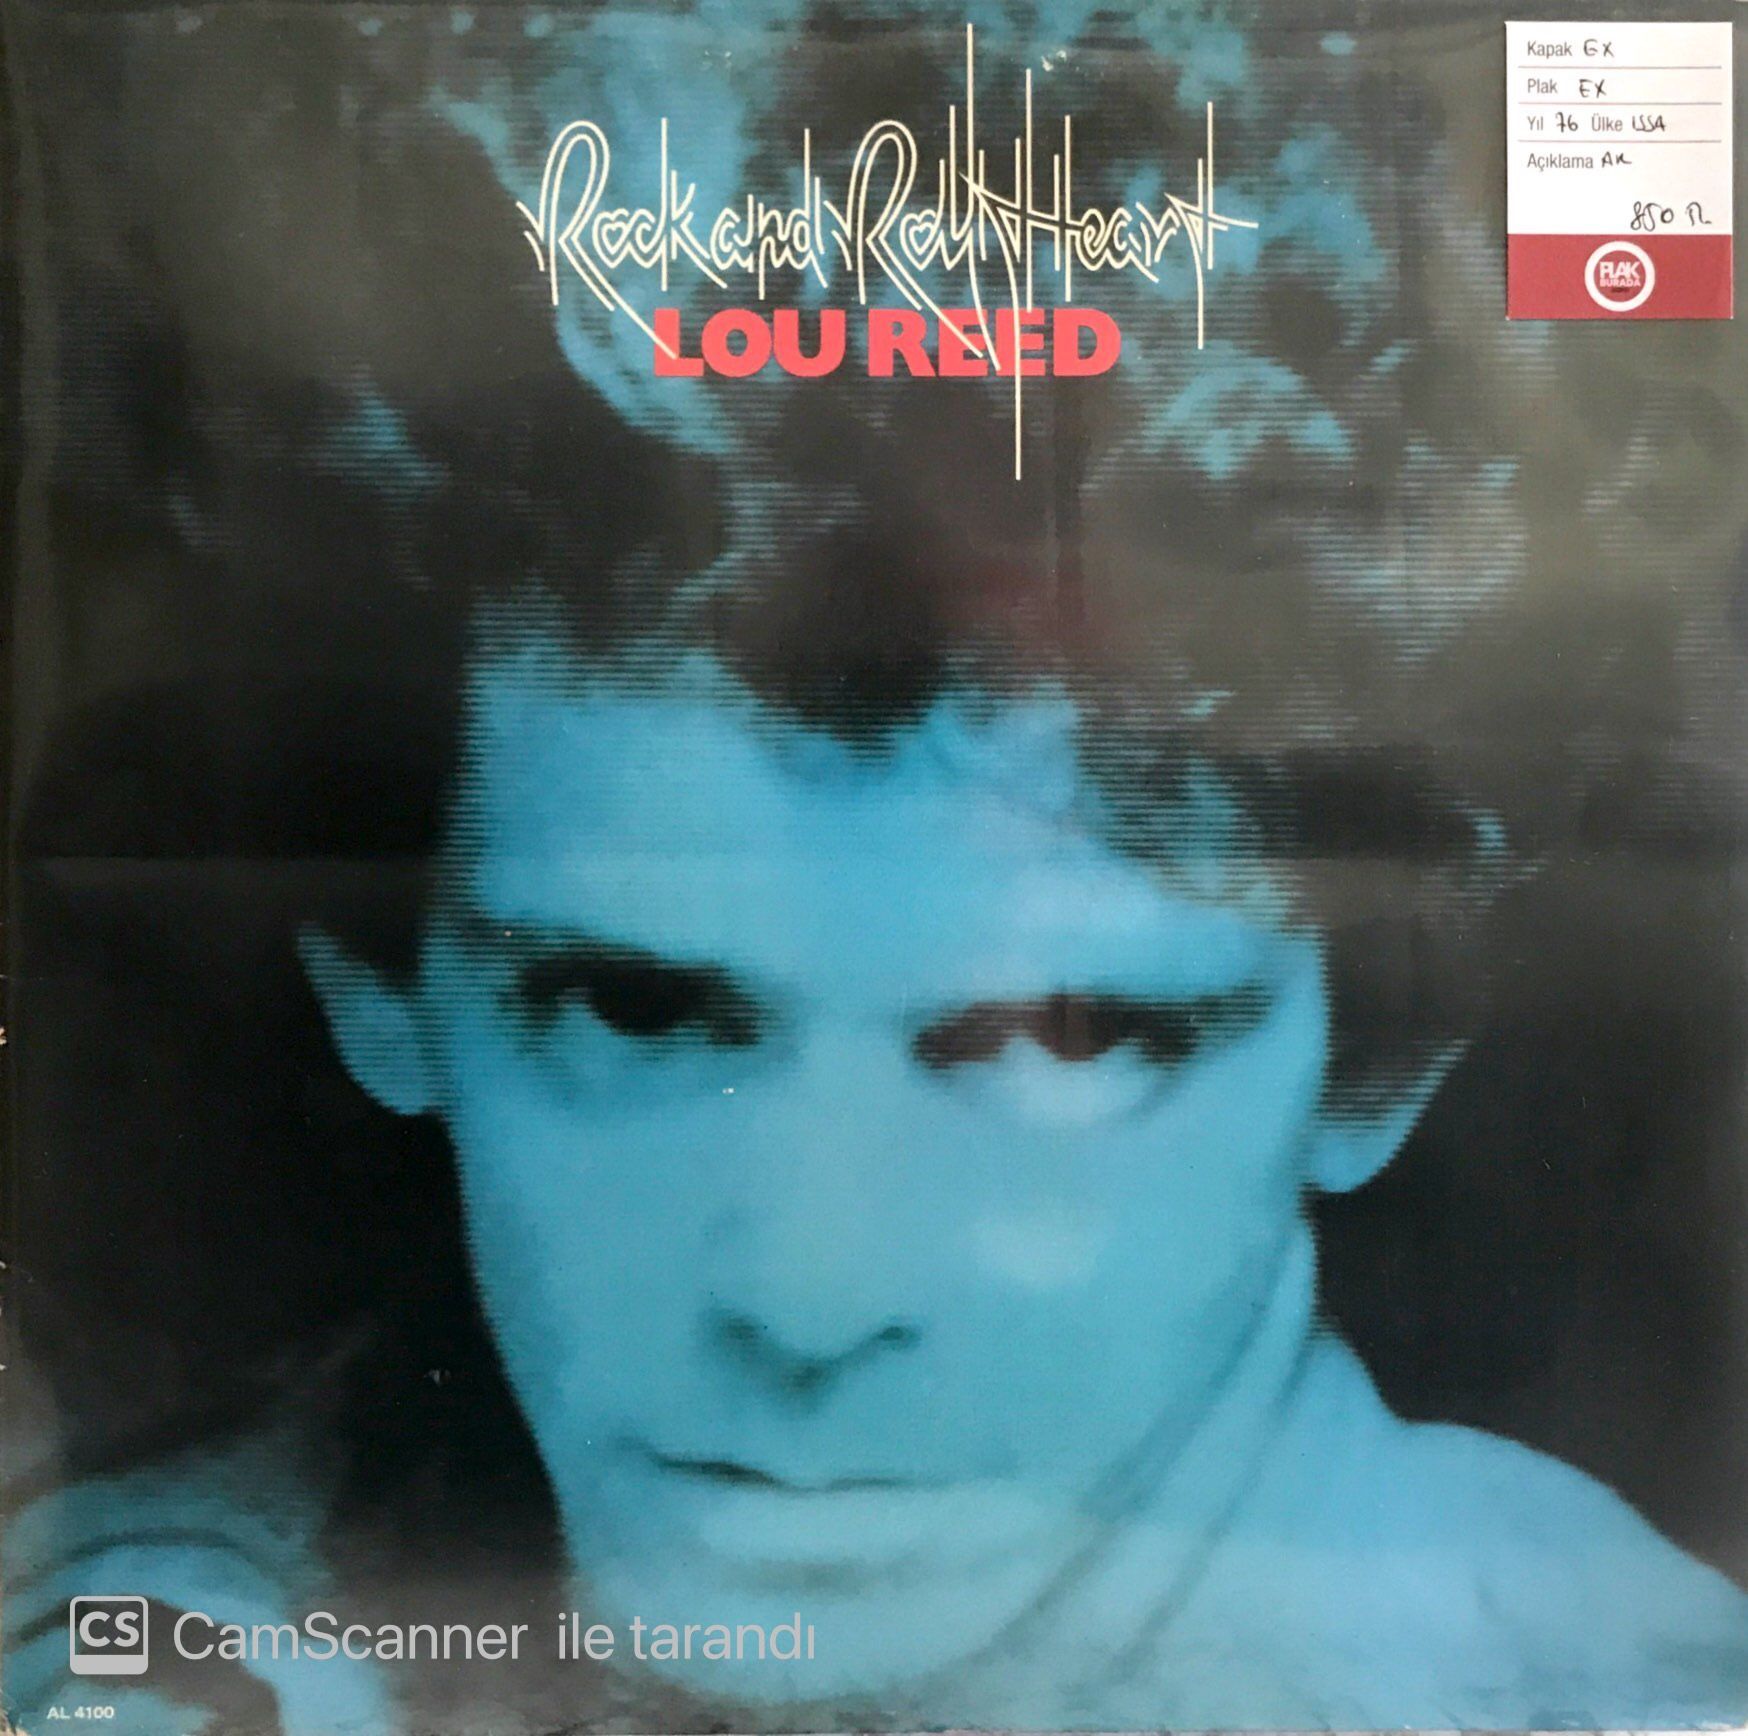 Rock and Roll Heart
LOU REED
Kapak EX
Plak EX
Yıl 76 Ülke USA
Açıklama AK
850 TL
PLAK
BURADA
CS CamScanner ile tarandı
AL 4100